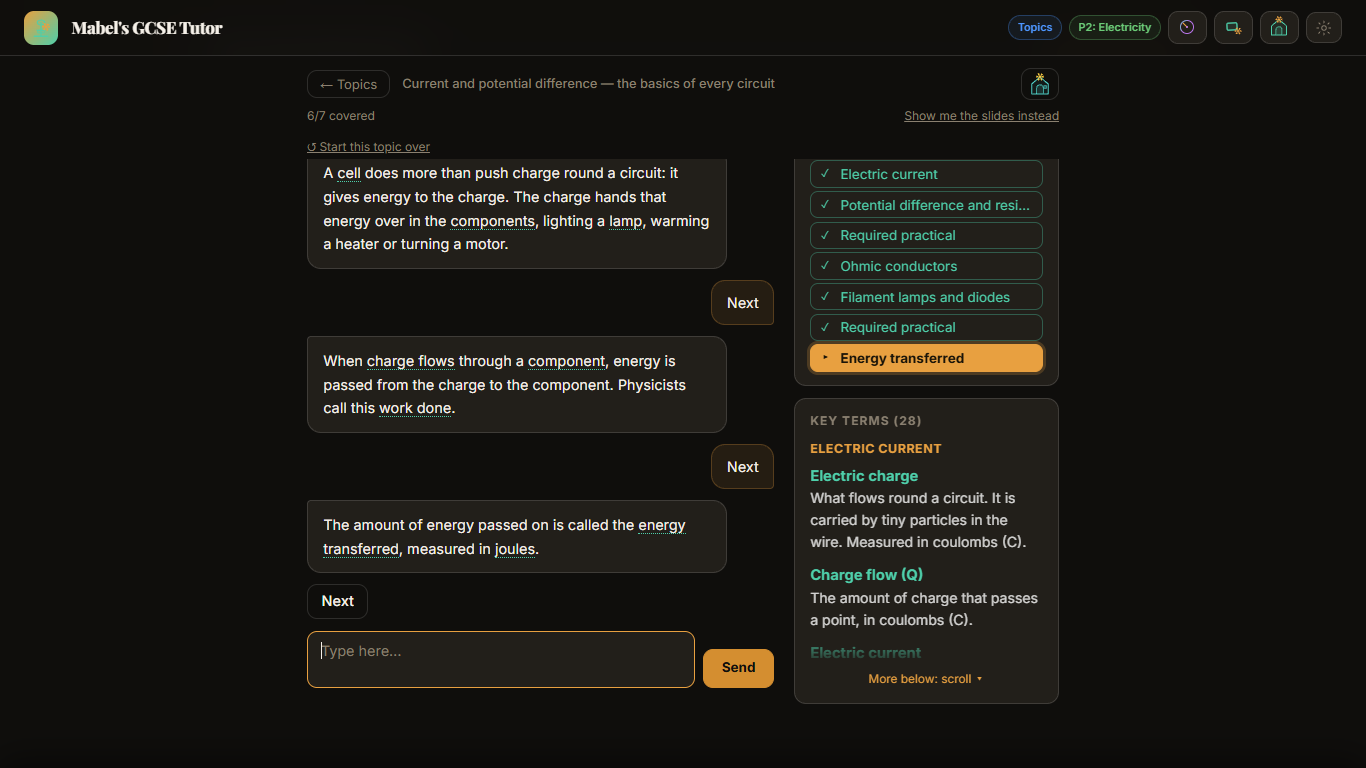 Mabel's GCSE Tutor
Topics
P2: Electricity
← Topics
Current and potential difference — the basics of every circuit
6/7 covered
Show me the slides instead
↺ Start this topic over
A cell does more than push charge round a circuit: it
gives energy to the charge. The charge hands that
energy over in the components, lighting a lamp, warming
a heater or turning a motor.
Next
When charge flows through a component, energy is
passed from the charge to the component. Physicists
call this work done.
Next
The amount of energy passed on is called the energy
transferred, measured in joules.
Next
Type here...
Send
✓ Electric current
✓ Potential difference and resi...
✓ Required practical
✓ Ohmic conductors
✓ Filament lamps and diodes
✓ Required practical
▸ Energy transferred
KEY TERMS (28)
ELECTRIC CURRENT
Electric charge
What flows round a circuit. It is
carried by tiny particles in the
wire. Measured in coulombs (C).
Charge flow (Q)
The amount of charge that passes
a point, in coulombs (C).
Electric current
More below: scroll ▾